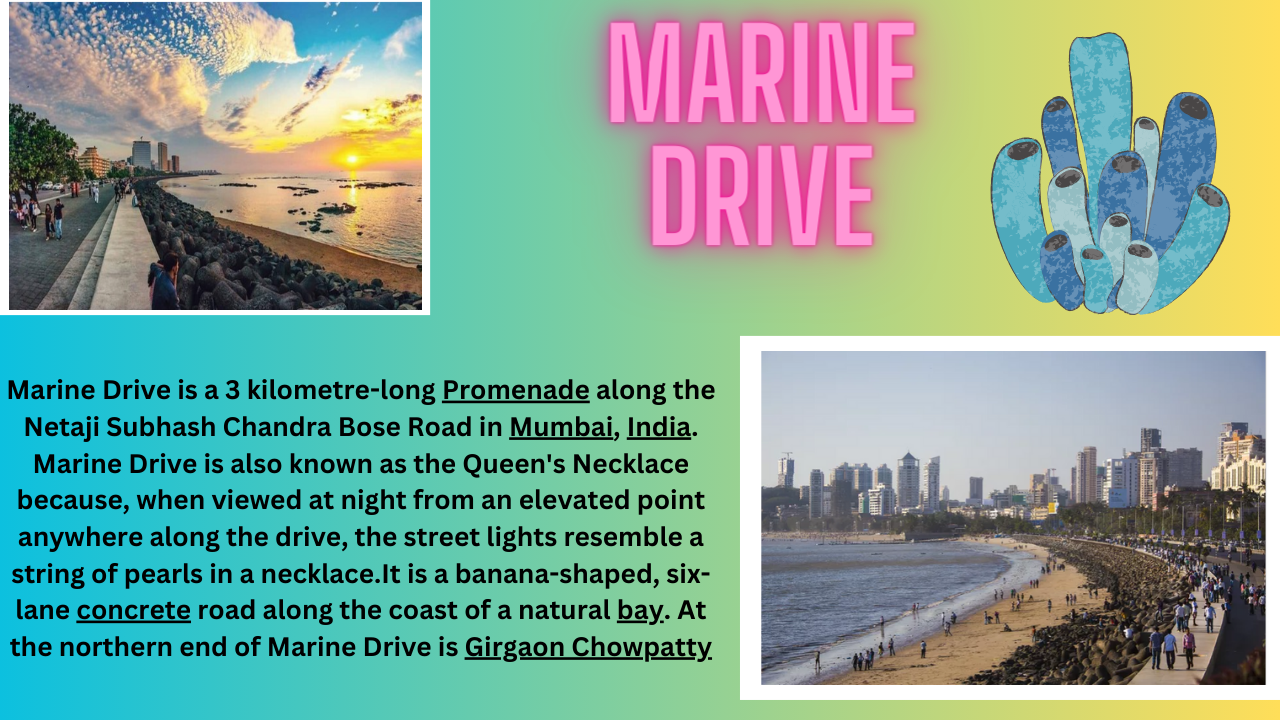 MARINE
DRIVE
Marine Drive is a 3 kilometre-long Promenade along the
Netaji Subhash Chandra Bose Road in Mumbai, India.
Marine Drive is also known as the Queen's Necklace
because, when viewed at night from an elevated point
anywhere along the drive, the street lights resemble a
string of pearls in a necklace.It is a banana-shaped, six-
lane concrete road along the coast of a natural bay. At
the northern end of Marine Drive is Girgaon Chowpatty